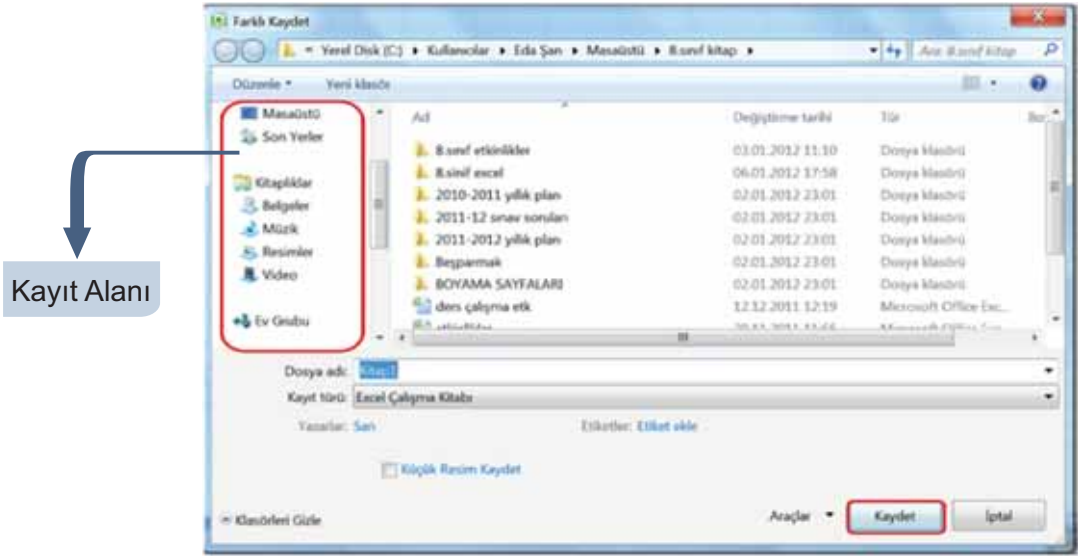 Farklı Kaydet
Yerel Disk (C:) ▸ Kullanıcılar ▸ Eda Şan ▸ Masaüstü ▸ 8.sınıf kitap ▸
Ara: 8.sınıf kitap
Düzenle
Yeni klasör
Masaüstü
Son Yerler
Kitaplıklar
Belgeler
Müzik
Resimler
Video
Ev Grubu
Ad Değiştirme tarihi Tür
8.sınıf etkinlikler 03.01.2012 11:10 Dosya klasörü
8.sinif excel 06.01.2012 17:58 Dosya klasörü
2010-2011 yıllık plan 02.01.2012 23:01 Dosya klasörü
2011-12 sınav soruları 02.01.2012 23:01 Dosya klasörü
2011-2012 yıllık plan 02.01.2012 23:01 Dosya klasörü
Beşparmak 02.01.2012 23:01 Dosya klasörü
BOYAMA SAYFALARI 02.01.2012 23:01 Dosya klasörü
ders çalışma etk 12.12.2011 12:19 Microsoft Office Exc...
Kayıt Alanı
Dosya adı: Kitap1
Kayıt türü: Excel Çalışma Kitabı
Yazarlar: San
Etiketler: Etiket ekle
Küçük Resim Kaydet
Klasörleri Gizle
Araçlar
Kaydet
İptal